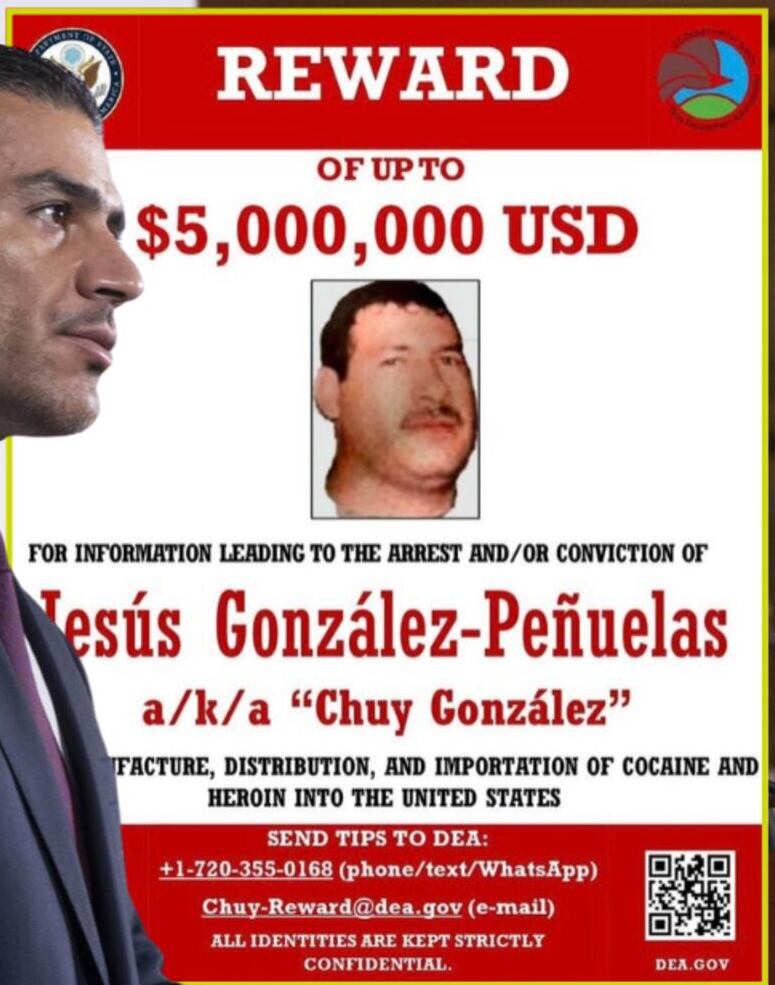 REWARD
OF UP TO
$5,000,000 USD
FOR INFORMATION LEADING TO THE ARREST AND/OR CONVICTION OF
Jesús González-Peñuelas
a/k/a “Chuy González”
FACTURE, DISTRIBUTION, AND IMPORTATION OF COCAINE AND
HEROIN INTO THE UNITED STATES
SEND TIPS TO DEA:
+1-720-355-0168 (phone/text/WhatsApp)
Chuy-Reward@dea.gov (e-mail)
ALL IDENTITIES ARE KEPT STRICTLY
CONFIDENTIAL.
DEA.GOV